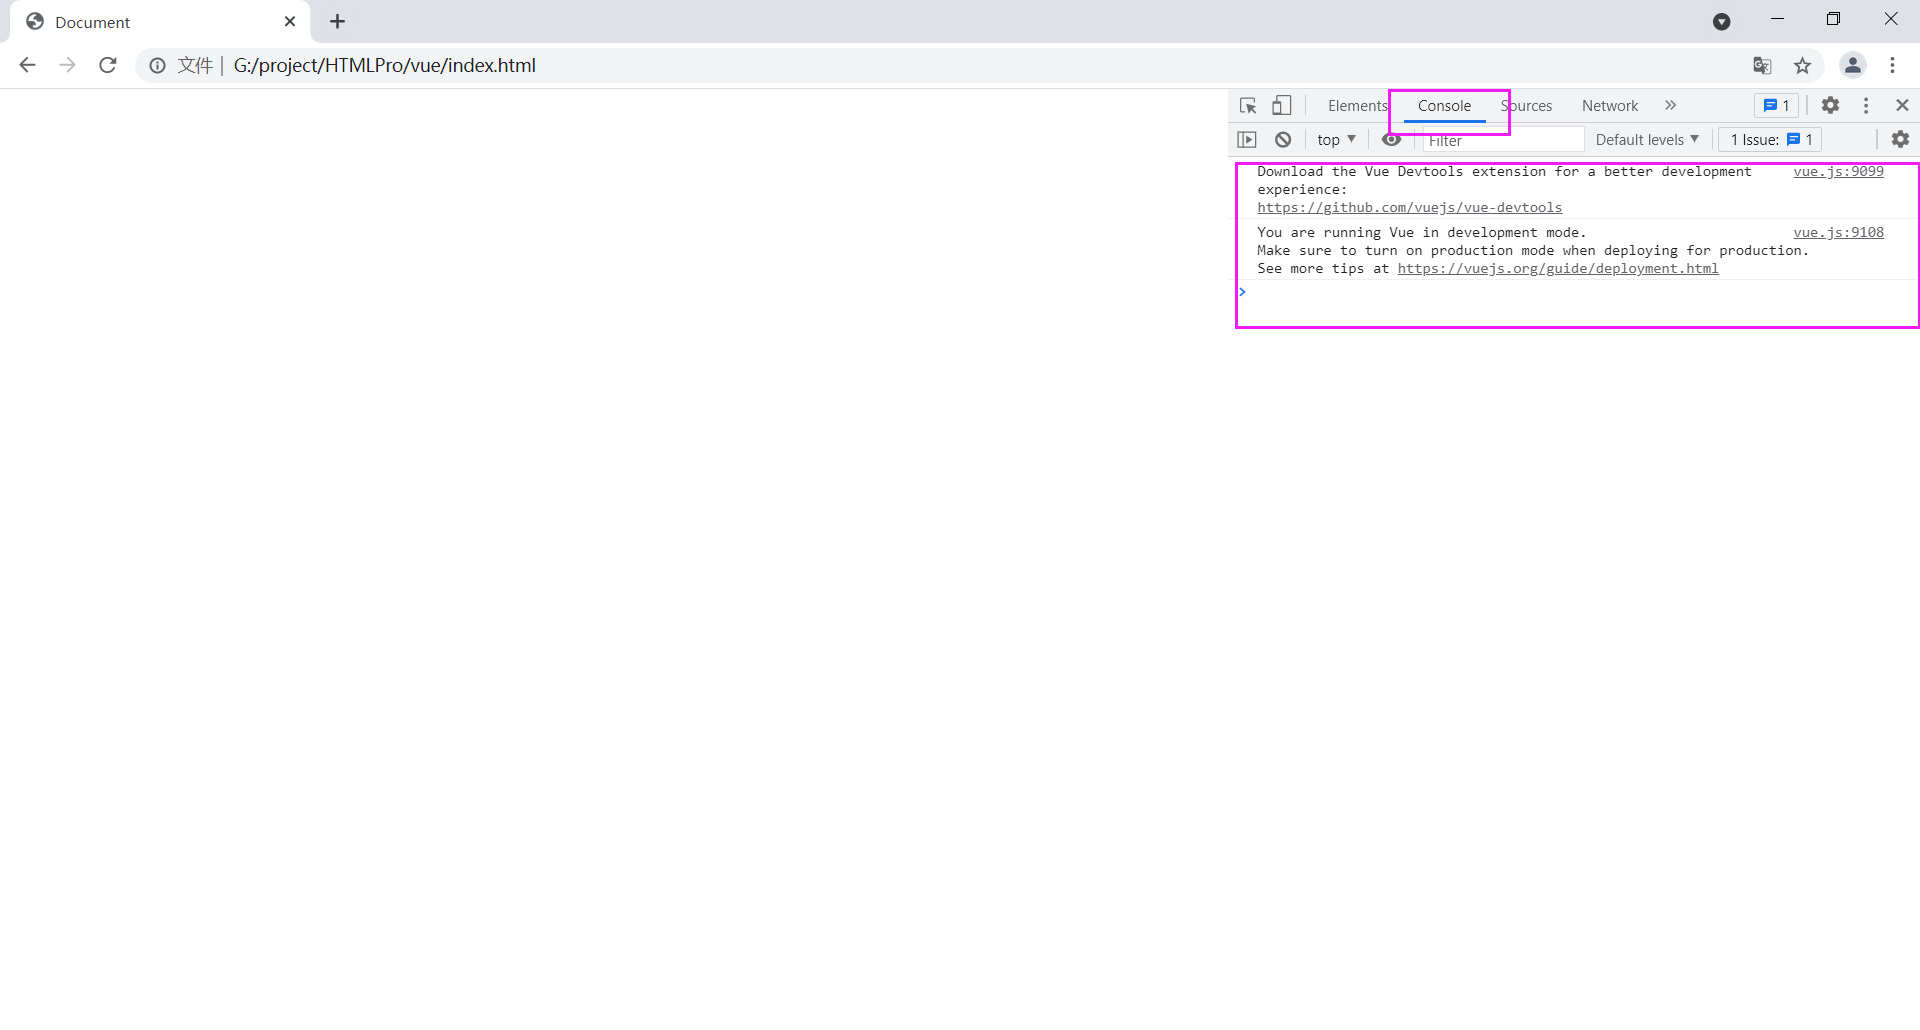 Document
文件 | G:/project/HTMLPro/vue/index.html
Elements Console Sources Network » 1
top Filter Default levels 1 Issue: 1
Download the Vue Devtools extension for a better development vue.js:9099
experience:
https://github.com/vuejs/vue-devtools
You are running Vue in development mode. vue.js:9108
Make sure to turn on production mode when deploying for production.
See more tips at https://vuejs.org/guide/deployment.html